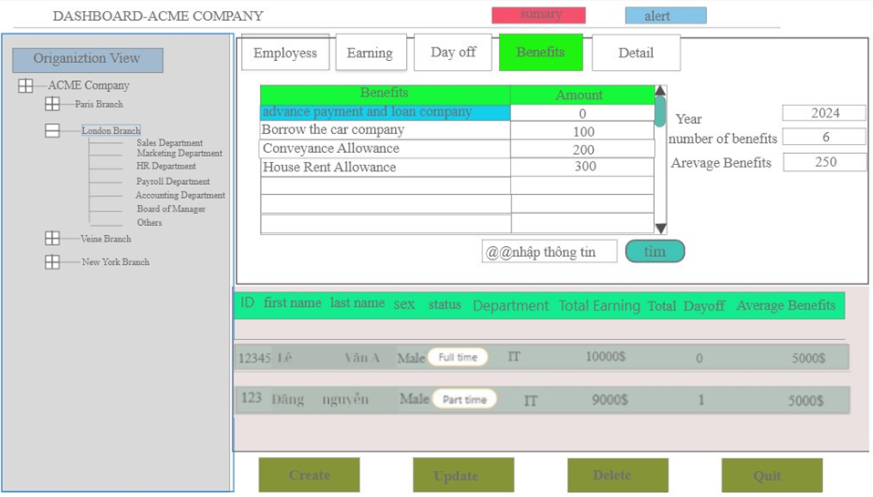 DASHBOARD-ACME COMPANY sumary alert
Origaniztion View
ACME Company
Paris Branch
London Branch
Sales Department
Marketing Department
HR Department
Payroll Department
Accounting Department
Board of Manager
Others
Veine Branch
New York Branch
Employess Earning Day off Benefits Detail
Benefits Amount
advance payment and loan company 0
Borrow the car company 100
Conveyance Allowance 200
House Rent Allowance 300
Year 2024
number of benefits 6
Arevage Benefits 250
@@nhập thông tin tìm
ID first name last name sex status Department Total Earning Total Dayoff Average Benefits
12345 Lê Văn A Male Full time IT 10000$ 0 5000$
123 Đăng nguyễn Male Part time IT 9000$ 1 5000$
Create Update Delete Quit